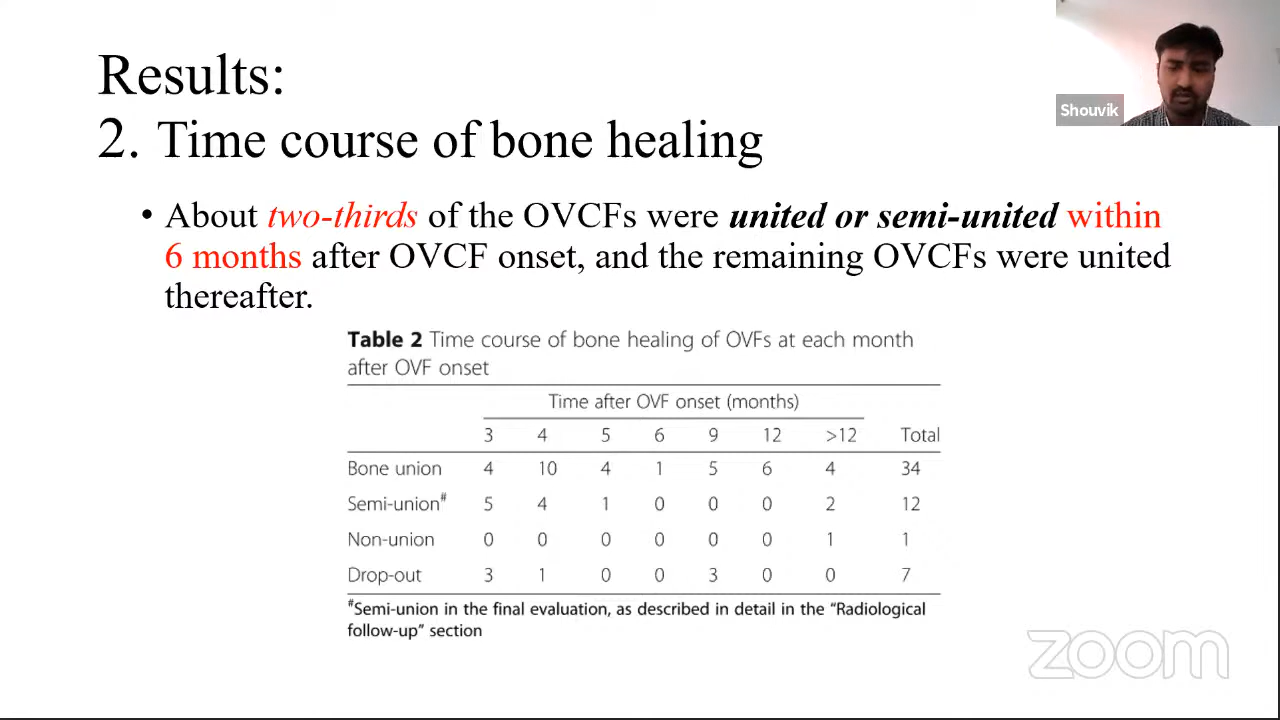 Results:
2. Time course of bone healing
Shouvik
• About two-thirds of the OVCFs were united or semi-united within
6 months after OVCF onset, and the remaining OVCFs were united
thereafter.
Table 2 Time course of bone healing of OVFs at each month
after OVF onset
Time after OVF onset (months)
3 4 5 6 9 12 >12 Total
Bone union 4 10 4 1 5 6 4 34
Semi-union# 5 4 1 0 0 0 2 12
Non-union 0 0 0 0 0 0 1 1
Drop-out 3 1 0 0 3 0 0 7
#Semi-union in the final evaluation, as described in detail in the “Radiological
follow-up” section
zoom